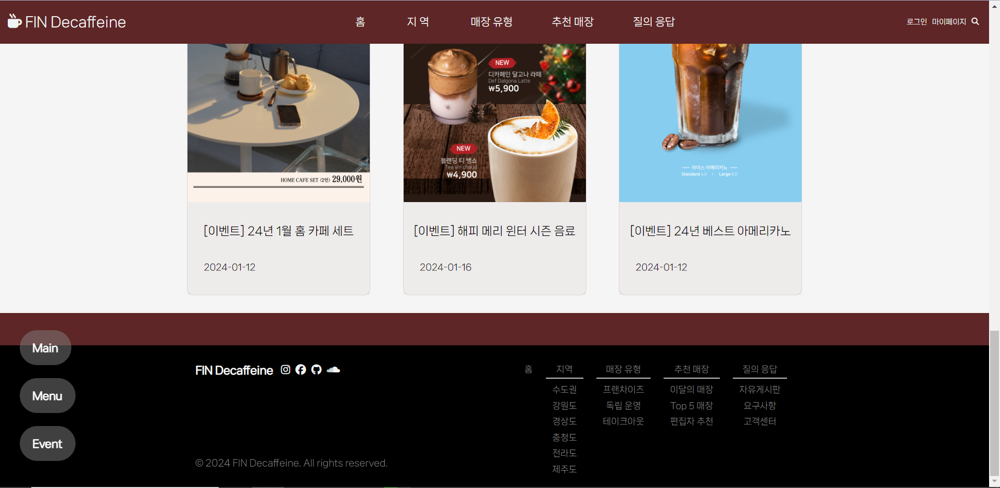 FIN Decaffeine
홈 지 역 매장 유형 추천 매장 질의 응답
로그인 마이페이지
HOME CAFE SET (2인) 29,000원
NEW
디카페인 달고나 라떼
Def Dalgona Latte
₩5,900
NEW
블렌딩 티 뱅쇼
Tea vin chaud
₩4,900
아이스 아메리카노
Standard 4.0 | Large 6.0
[이벤트] 24년 1월 홈 카페 세트
2024-01-12
[이벤트] 해피 메리 윈터 시즌 음료
2024-01-16
[이벤트] 24년 베스트 아메리카노
2024-01-12
Main
Menu
Event
FIN Decaffeine
© 2024 FIN Decaffeine. All rights reserved.
홈
지역
수도권
강원도
경상도
충청도
전라도
제주도
매장 유형
프랜차이즈
독립 운영
테이크아웃
추천 매장
이달의 매장
Top 5 매장
편집자 추천
질의 응답
자유게시판
요구사항
고객센터